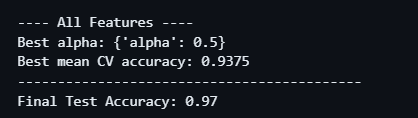 ---- All Features ----
Best alpha: {'alpha': 0.5}
Best mean CV accuracy: 0.9375
-------------------------------------------
Final Test Accuracy: 0.97